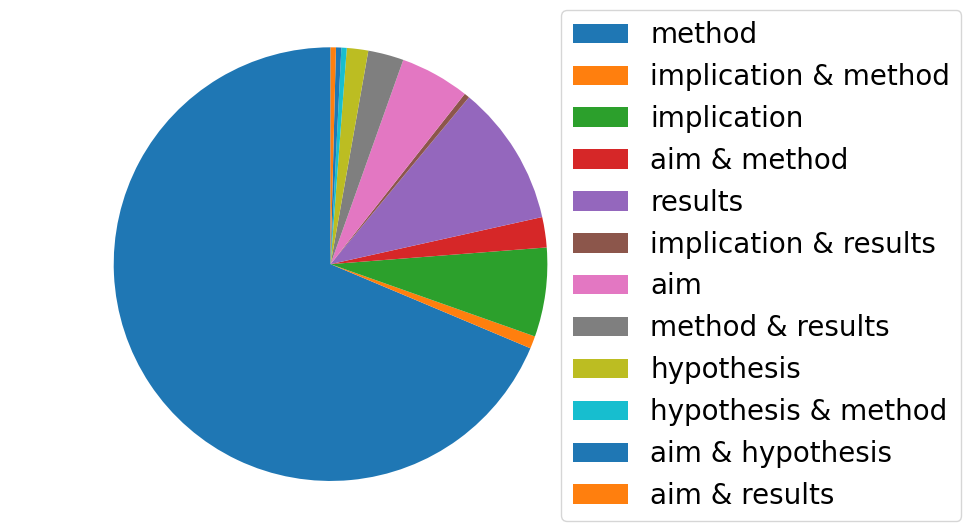 method
implication & method
implication
aim & method
results
implication & results
aim
method & results
hypothesis
hypothesis & method
aim & hypothesis
aim & results